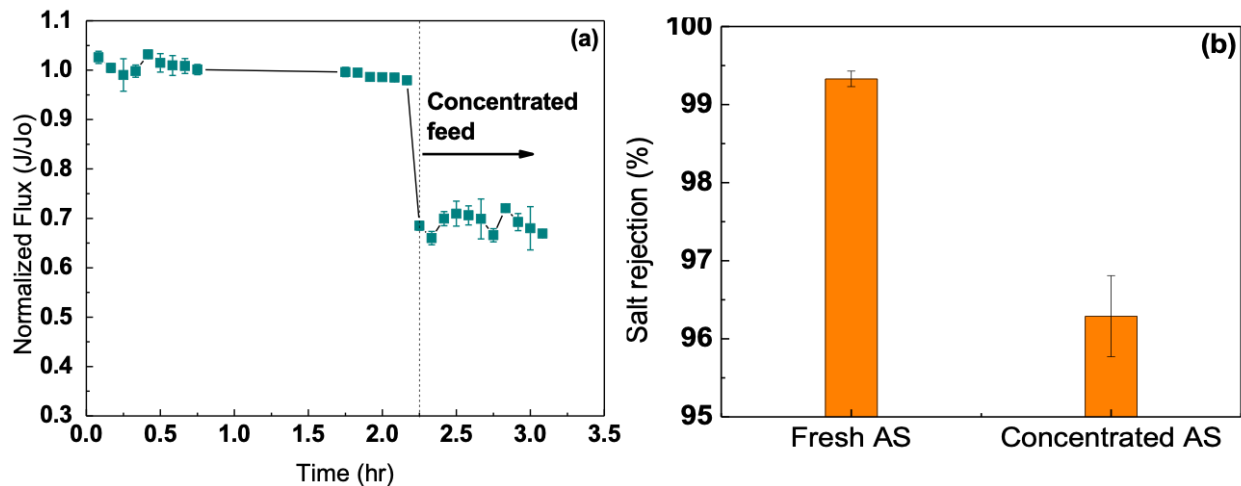 (a)
Normalized Flux (J/Jo)
1.1
1.0
0.9
0.8
0.7
0.6
0.5
0.4
0.3
Concentrated
feed
0.0 0.5 1.0 1.5 2.0 2.5 3.0 3.5
Time (hr)
(b)
Salt rejection (%)
100
99
98
97
96
95
Fresh AS Concentrated AS